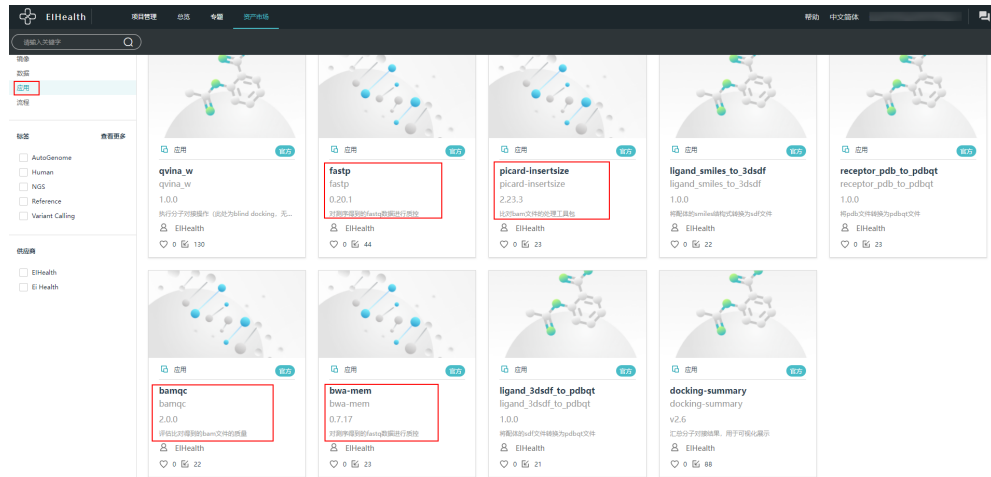 EIHealth 项目管理 总览 专题 资产市场 帮助 中文简体
请输入关键字
镜像
数据
应用
流程
标签 查看更多
AutoGenome
Human
NGS
Reference
Variant Calling
供应商
EIHealth
Ei Health
应用 官方
qvina_w
qvina_w
1.0.0
执行分子对接操作（此处为blind docking，无...
EIHealth
0 130
应用 官方
fastp
fastp
0.20.1
对测序得到的fastq数据进行质控
EIHealth
0 44
应用 官方
picard-insertsize
picard-insertsize
2.23.3
比对bam文件的处理工具包
EIHealth
0 23
应用 官方
ligand_smiles_to_3dsdf
ligand_smiles_to_3dsdf
1.0.0
将配体的smiles结构式转换为sdf文件
EIHealth
0 22
应用 官方
receptor_pdb_to_pdbqt
receptor_pdb_to_pdbqt
1.0.0
将pdb文件转换为pdbqt文件
EIHealth
0 23
应用 官方
bamqc
bamqc
2.0.0
评估比对得到的bam文件的质量
EIHealth
0 22
应用 官方
bwa-mem
bwa-mem
0.7.17
对测序得到的fastq数据进行质控
EIHealth
0 23
应用 官方
ligand_3dsdf_to_pdbqt
ligand_3dsdf_to_pdbqt
1.0.0
将配体的sdf文件转换为pdbqt文件
EIHealth
0 21
应用 官方
docking-summary
docking-summary
v2.6
汇总分子对接结果，用于可视化展示
EIHealth
0 88